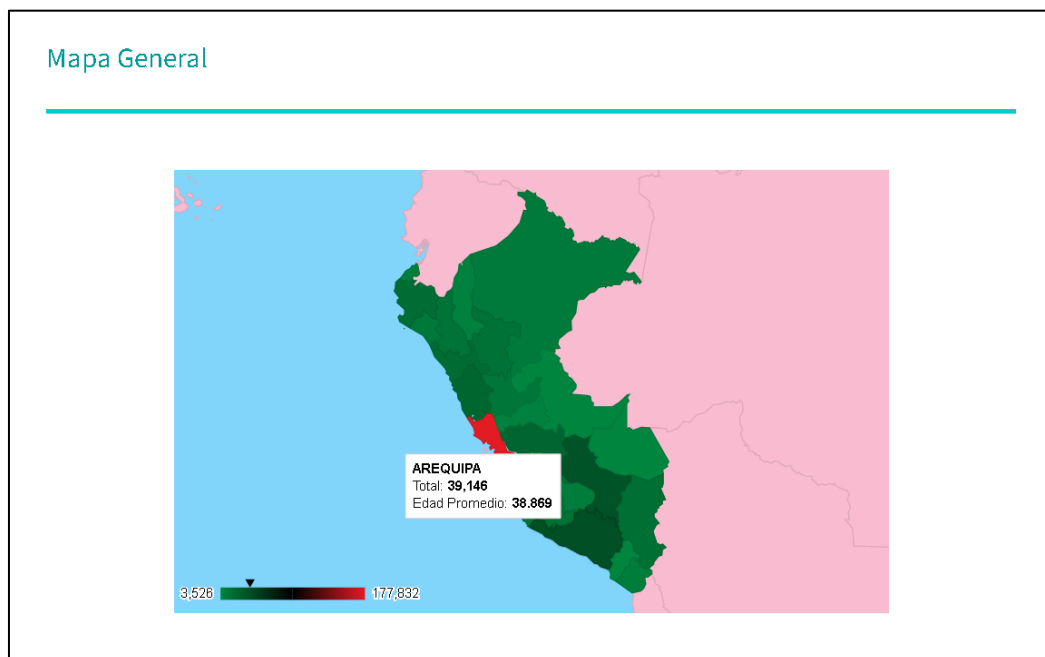 Mapa General
AREQUIPA
Total: 39,146
Edad Promedio: 38.869
3,526
177,832